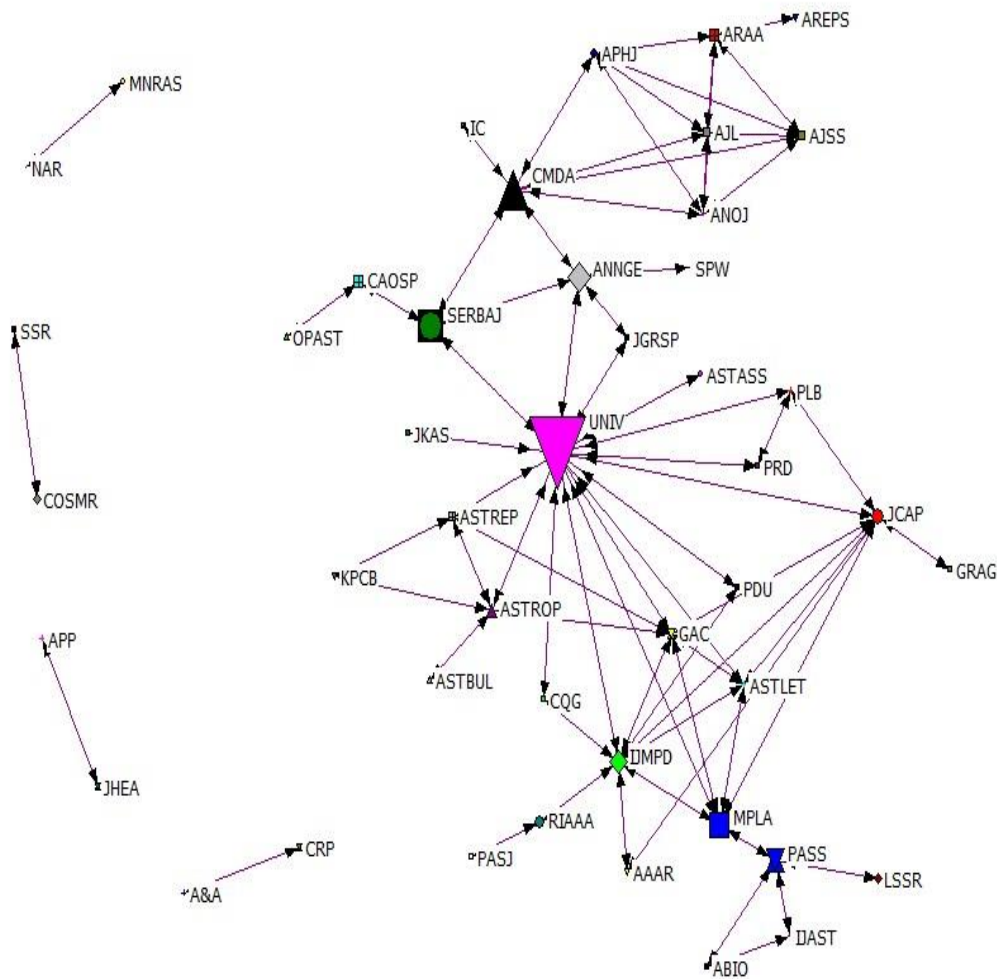 AREPS
ARAA
APHJ
MNRAS
IC
AJL
AJSS
NAR
CMDA
ANOJ
ANNGE
SPW
CAOSP
SERBAJ
SSR
OPAST
JGRSP
ASTASS
PLB
UNIV
JKAS
PRD
COSMR
ASTREP
JCAP
KPCB
GRAG
PDU
ASTROP
APP
GAC
ASTBUL
ASTLET
CQG
IJMPD
JHEA
MPLA
RIAAA
CRP
PASJ
PASS
AAAR
LSSR
A&A
IJAST
ABIO